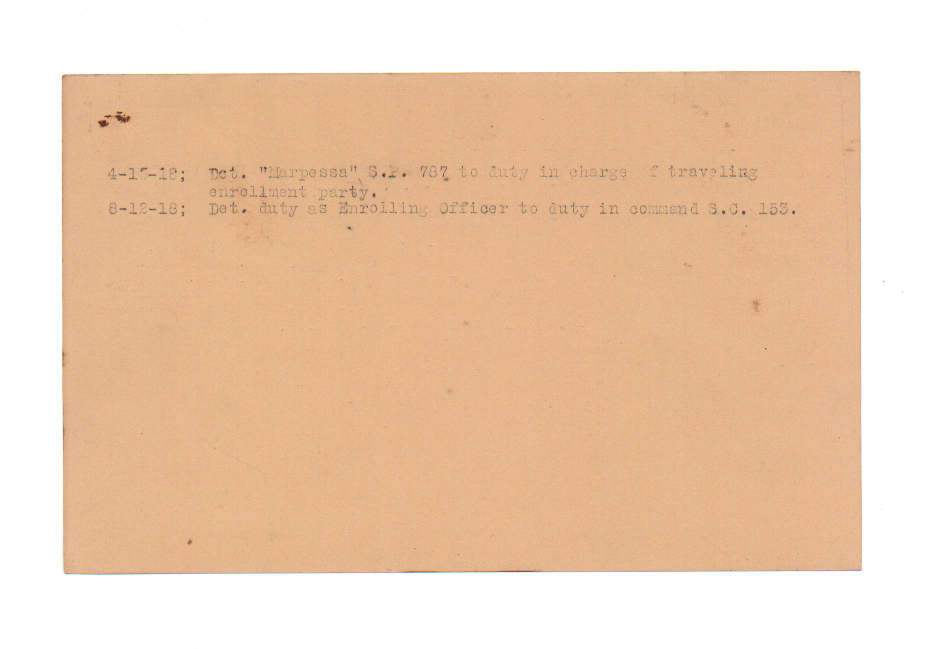 4-13-18; Det. "Marpessa" S.P. 787 to duty in charge of traveling
enrollment party.
8-12-18; Det. duty as Enrolling Officer to duty in command S.C. 153.